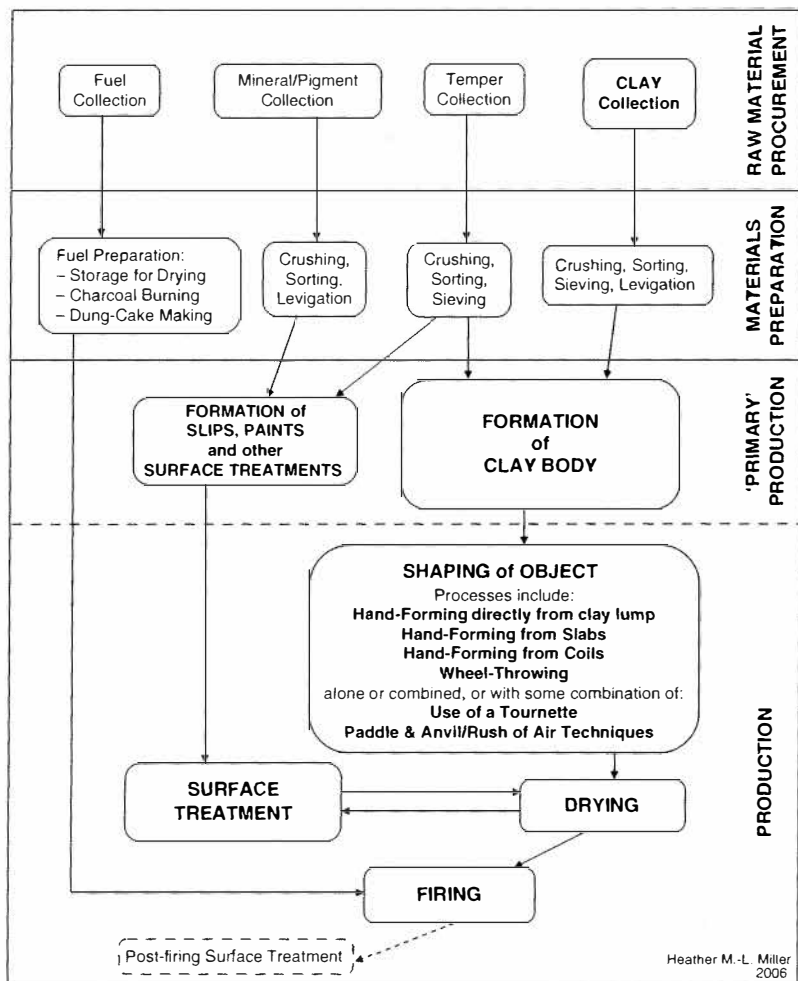 Fuel
Collection
Mineral/Pigment
Collection
Temper
Collection
CLAY
Collection
RAW MATERIAL
PROCUREMENT
Fuel Preparation:
– Storage for Drying
– Charcoal Burning
– Dung-Cake Making
Crushing,
Sorting,
Levigation
Crushing,
Sorting,
Sieving
Crushing, Sorting,
Sieving, Levigation
MATERIALS
PREPARATION
FORMATION of
SLIPS, PAINTS
and other
SURFACE TREATMENTS
FORMATION
of
CLAY BODY
'PRIMARY'
PRODUCTION
SHAPING of OBJECT
Processes include:
Hand-Forming directly from clay lump
Hand-Forming from Slabs
Hand-Forming from Coils
Wheel-Throwing
alone or combined, or with some combination of:
Use of a Tournette
Paddle & Anvil/Rush of Air Techniques
SURFACE
TREATMENT
DRYING
FIRING
Post-firing Surface Treatment
PRODUCTION
Heather M.-L. Miller
2006